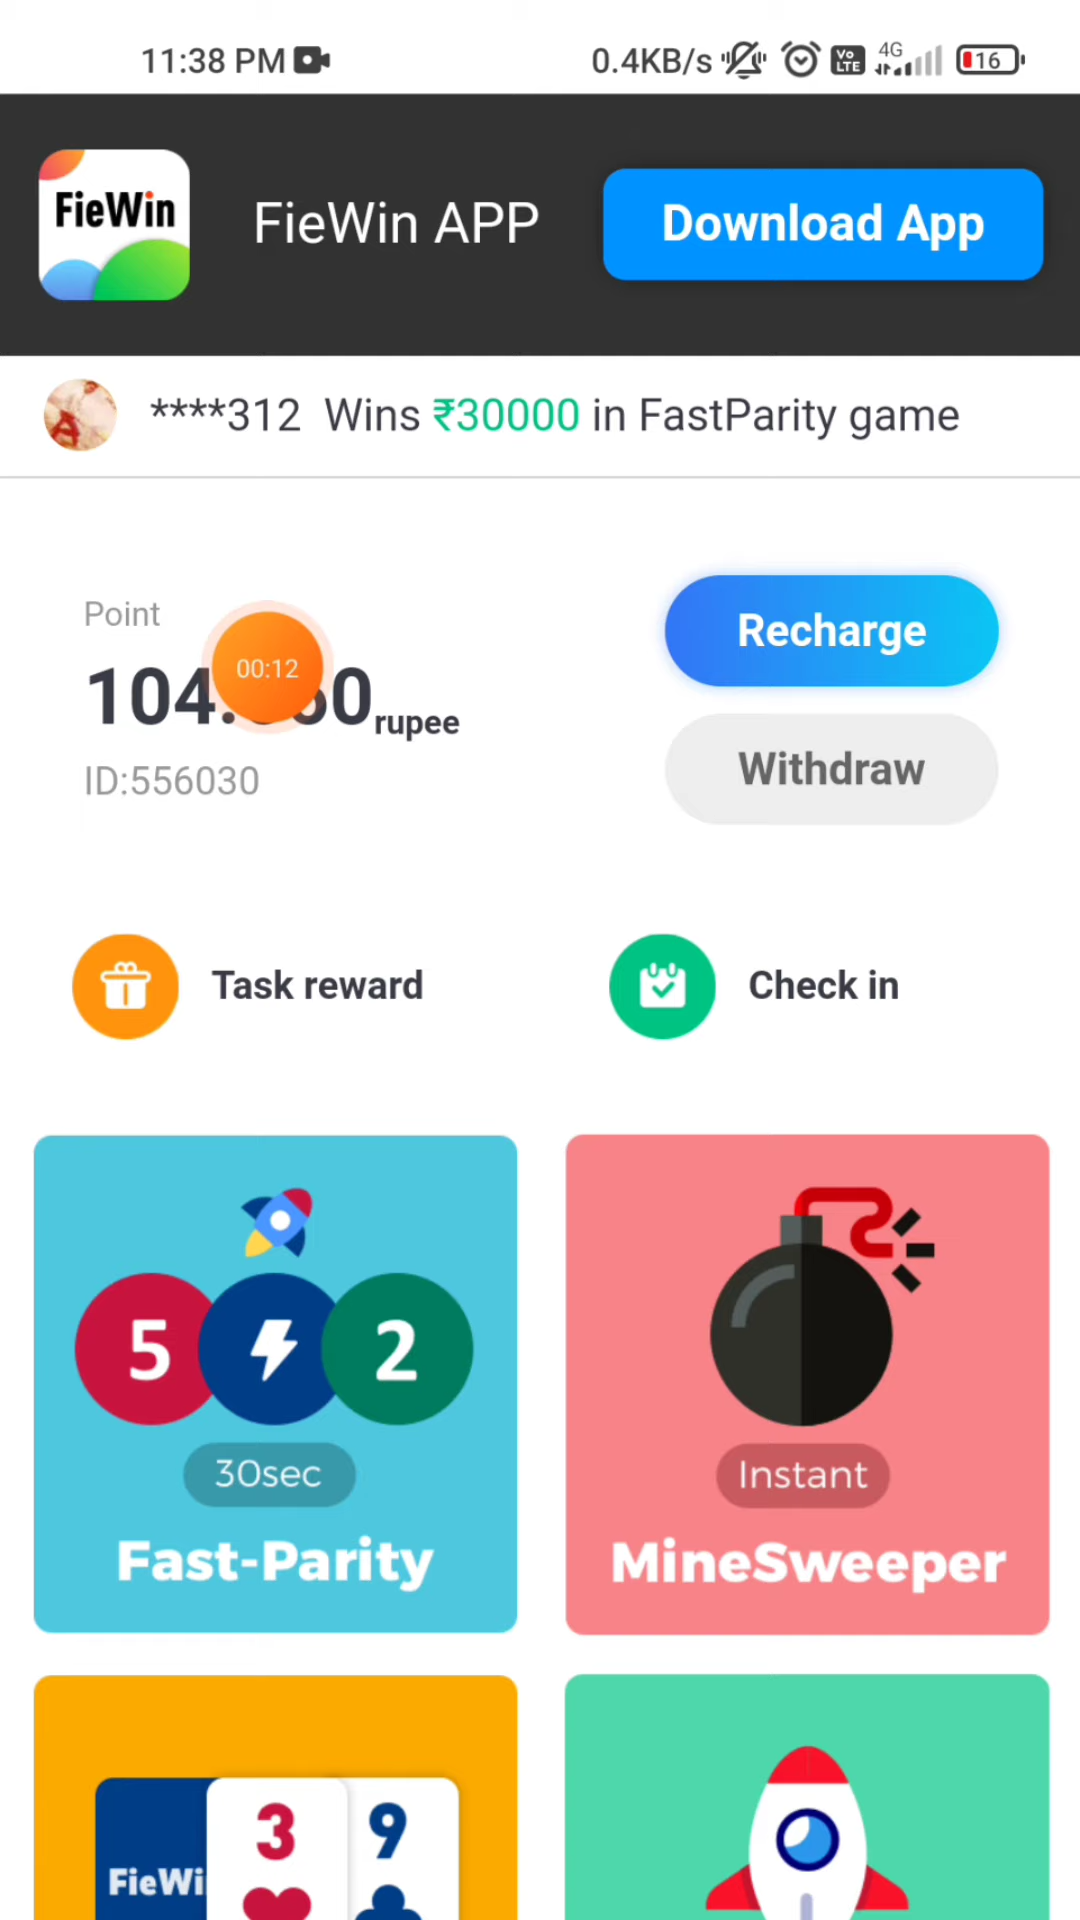 11:38 PM 0.4KB/s Vo LTE 4G 16
FieWin FieWin APP Download App
****312 Wins ₹30000 in FastParity game
Point
Recharge
00:12
rupee
ID:556030
Withdraw
Task reward Check in
5 2
30sec Instant
Fast-Parity MineSweeper
3 9